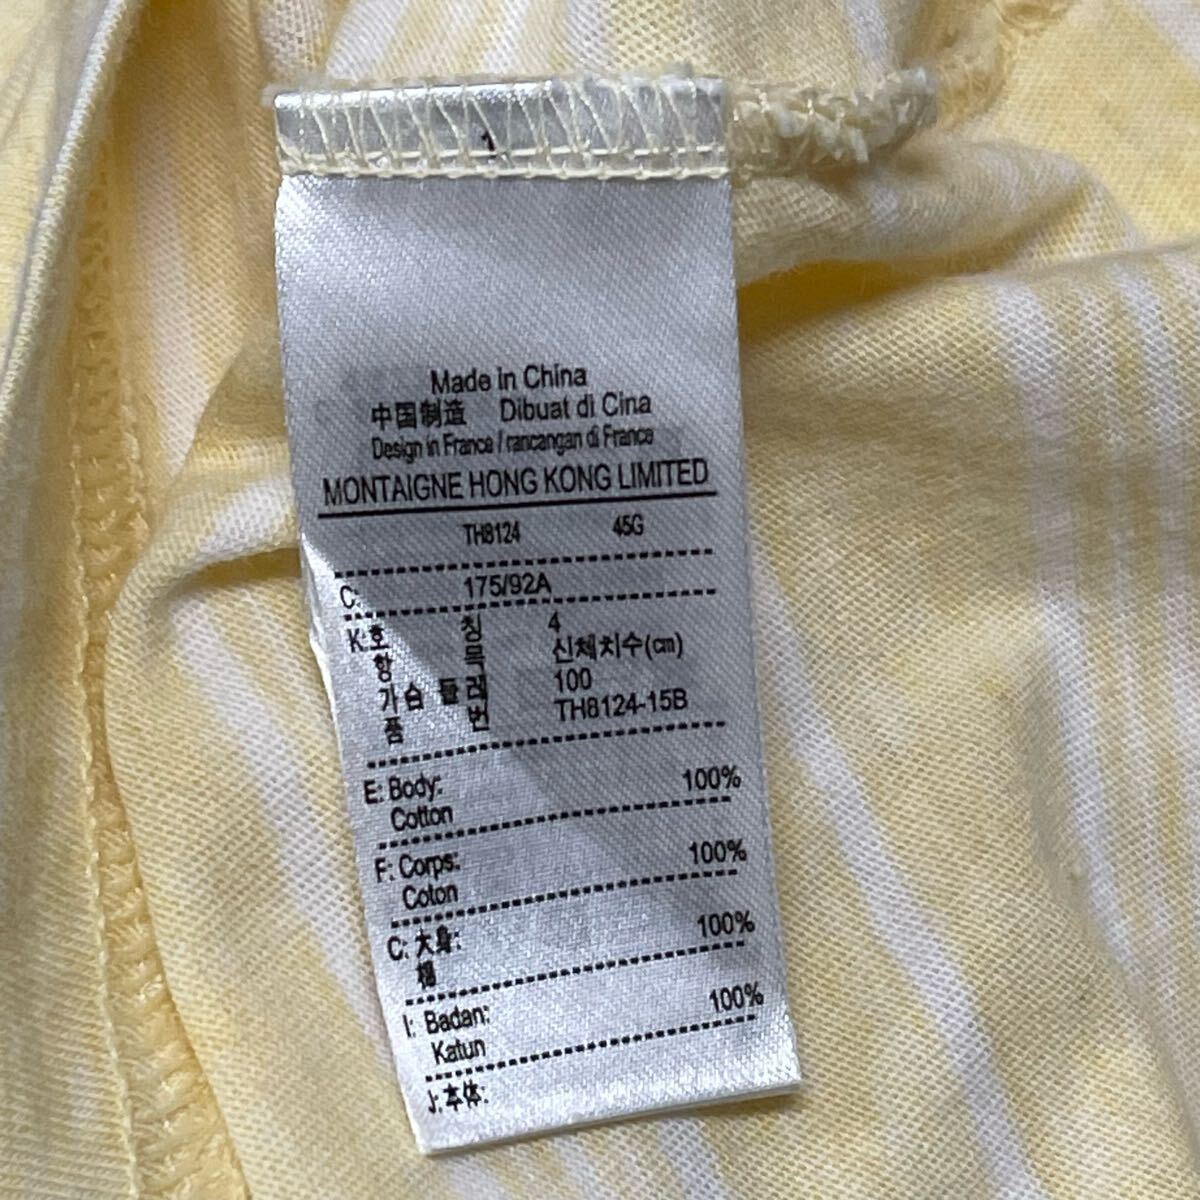 1
Made in China
中国制造 Dibuat di Cina
Design in France / rancangan di France
MONTAIGNE HONG KONG LIMITED
TH8124 45G
C: 175/92A
K:호 칭 4
항 목 신체치수(㎝)
가슴 둘레 100
품 번 TH8124-15B
E: Body: 100%
Cotton
F: Corps: 100%
Coton
C: 大身: 100%
棉
I: Badan: 100%
Katun
J:本体: